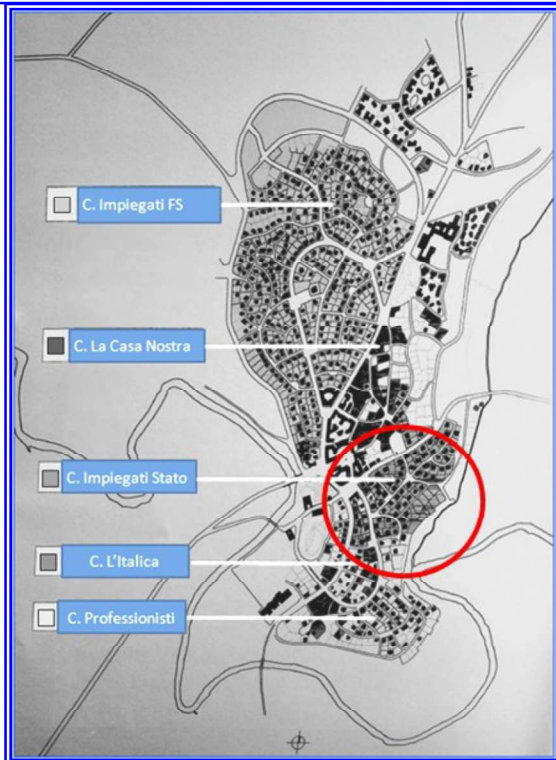 C. Impiegati FS
C. La Casa Nostra
C. Impiegati Stato
C. L'Italica
C. Professionisti